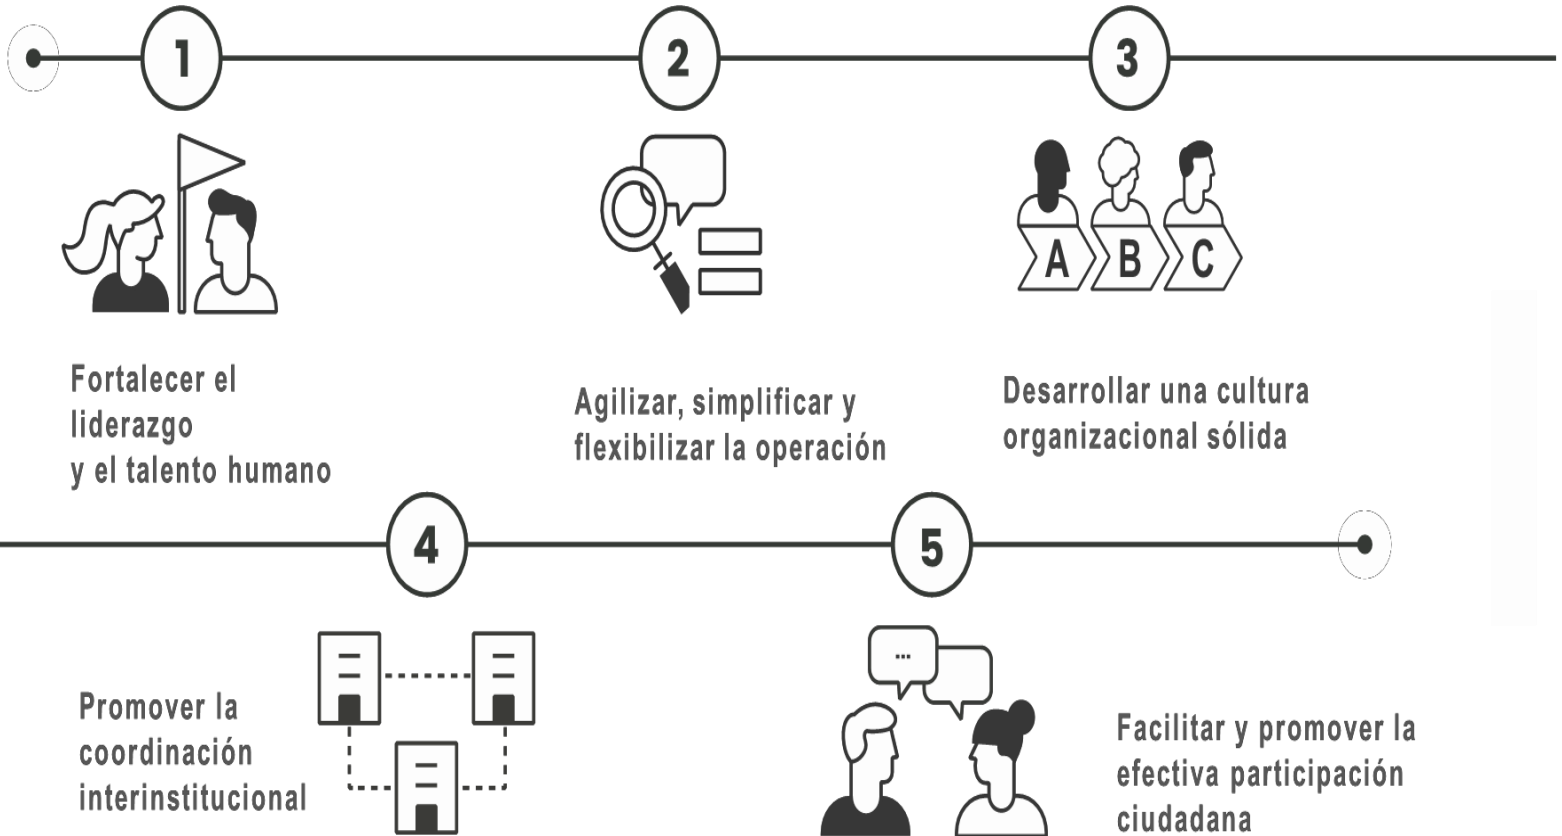 1
2
3
A
B
C
Fortalecer el
liderazgo
y el talento humano
Agilizar, simplificar y
flexibilizar la operación
Desarrollar una cultura
organizacional sólida
4
5
...
Promover la
coordinación
interinstitucional
Facilitar y promover la
efectiva participación
ciudadana